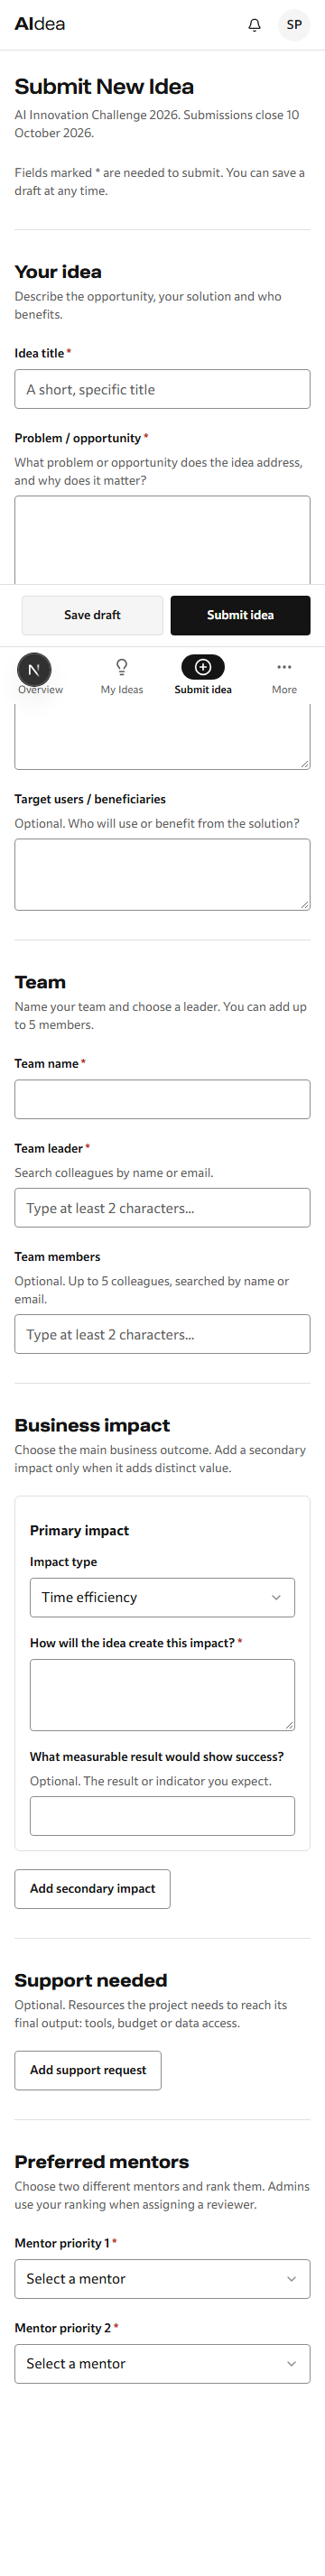 AIdea
SP
Submit New Idea
AI Innovation Challenge 2026. Submissions close 10
October 2026.
Fields marked * are needed to submit. You can save a
draft at any time.
Your idea
Describe the opportunity, your solution and who
benefits.
Idea title *
A short, specific title
Problem / opportunity *
What problem or opportunity does the idea address,
and why does it matter?
Save draft
Submit idea
N
Overview
My Ideas
Submit idea
More
Target users / beneficiaries
Optional. Who will use or benefit from the solution?
Team
Name your team and choose a leader. You can add up
to 5 members.
Team name *
Team leader *
Search colleagues by name or email.
Type at least 2 characters...
Team members
Optional. Up to 5 colleagues, searched by name or
email.
Type at least 2 characters...
Business impact
Choose the main business outcome. Add a secondary
impact only when it adds distinct value.
Primary impact
Impact type
Time efficiency
How will the idea create this impact? *
What measurable result would show success?
Optional. The result or indicator you expect.
Add secondary impact
Support needed
Optional. Resources the project needs to reach its
final output: tools, budget or data access.
Add support request
Preferred mentors
Choose two different mentors and rank them. Admins
use your ranking when assigning a reviewer.
Mentor priority 1 *
Select a mentor
Mentor priority 2 *
Select a mentor